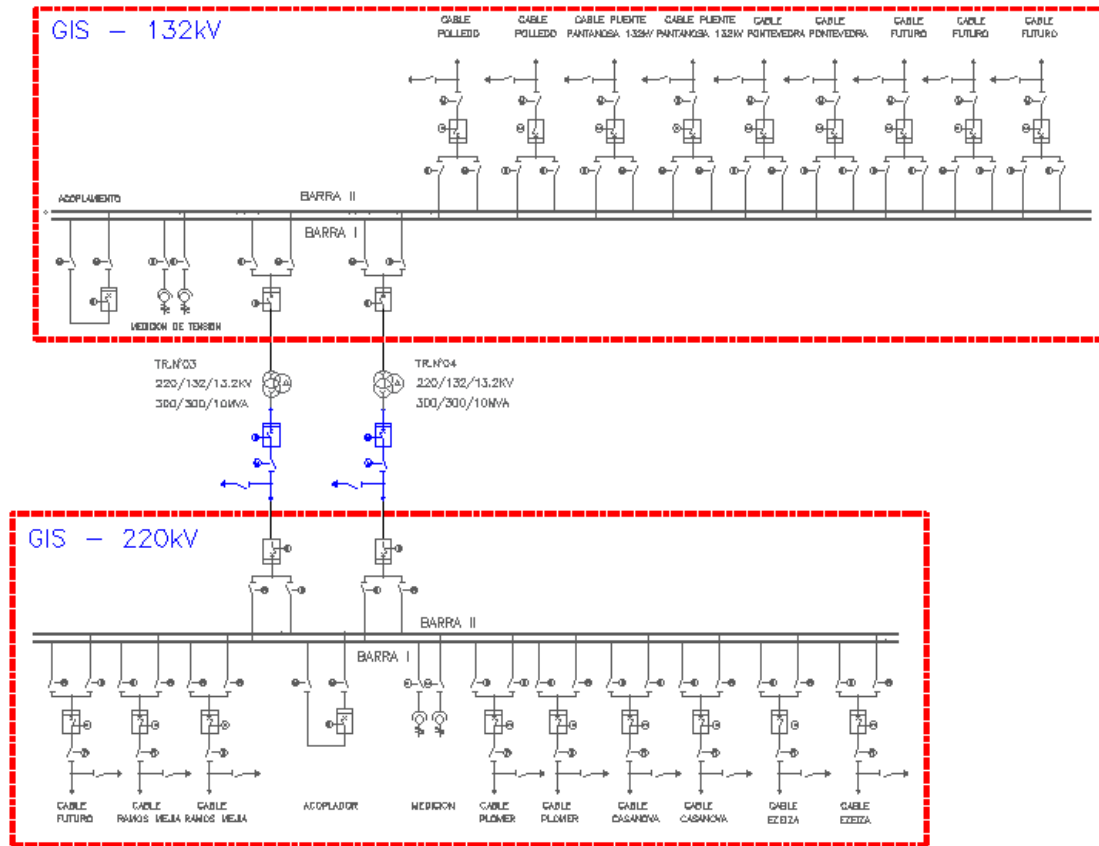 GIS - 132kV
CABLE POLLEDO
CABLE POLLEDO
CABLE PUENTE PANTANOSA 132kV
CABLE PUENTE PANTANOSA 132kV
CABLE PONTEVEDRA
CABLE PONTEVEDRA
CABLE FUTURO
CABLE FUTURO
CABLE FUTURO
ACOPLAMIENTO
BARRA II
BARRA I
MEDICION DE TENSION
TR.N°03
220/132/13.2kV
300/300/10MVA
TR.N°04
220/132/13.2kV
300/300/10MVA
GIS - 220kV
BARRA II
BARRA I
CABLE FUTURO
CABLE RAMOS MEJIA
CABLE RAMOS MEJIA
ACOPLADOR
MEDICION
CABLE PLOMER
CABLE PLOMER
CABLE CASANOVA
CABLE CASANOVA
CABLE EZEIZA
CABLE EZEIZA